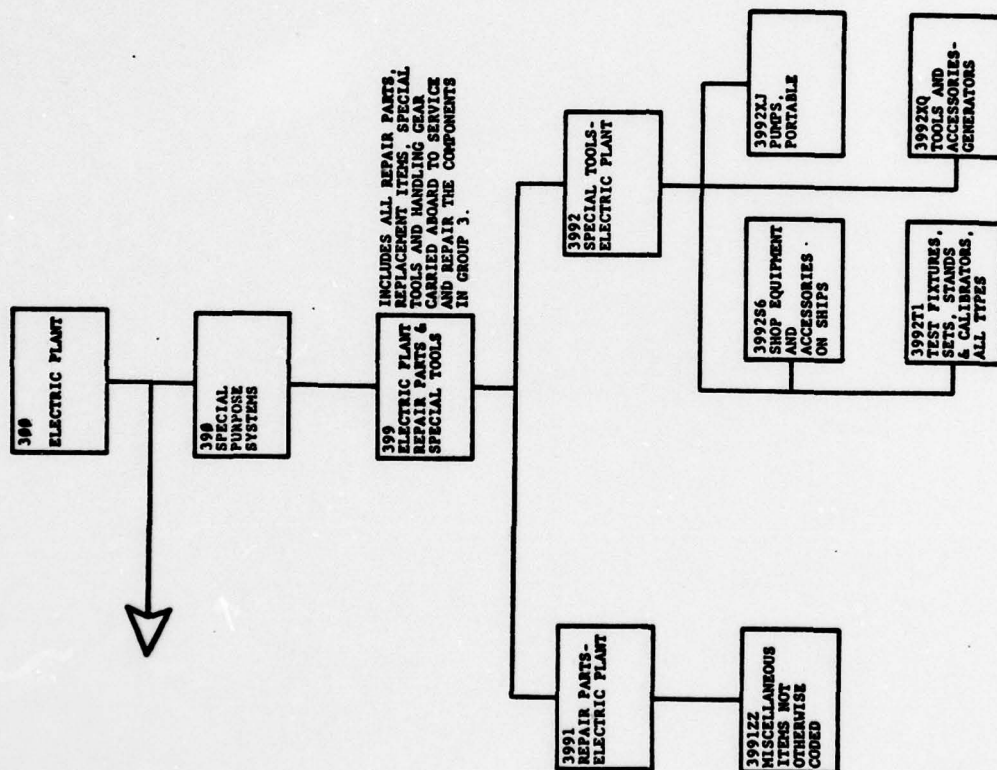 300
ELECTRIC PLANT
390
SPECIAL
PURPOSE
SYSTEMS
399
ELECTRIC PLANT
REPAIR PARTS &
SPECIAL TOOLS
INCLUDES ALL REPAIR PARTS,
REPLACEMENT ITEMS, SPECIAL
TOOLS AND HANDLING GEAR
CARRIED ABOARD TO SERVICE
AND REPAIR THE COMPONENTS
IN GROUP 3.
3991
REPAIR PARTS-
ELECTRIC PLANT
3991ZZ
MISCELLANEOUS
ITEMS NOT
OTHERWISE
CODED
3992
SPECIAL TOOLS-
ELECTRIC PLANT
3992S6
SHOP EQUIPMENT
AND
ACCESSORIES
ON SHIPS
3992XJ
PUMPS,
PORTABLE
3992T1
TEST FIXTURES,
SETS, STANDS
& CALIBRATORS,
ALL TYPES
3992XQ
TOOLS AND
ACCESSORIES-
GENERATORS